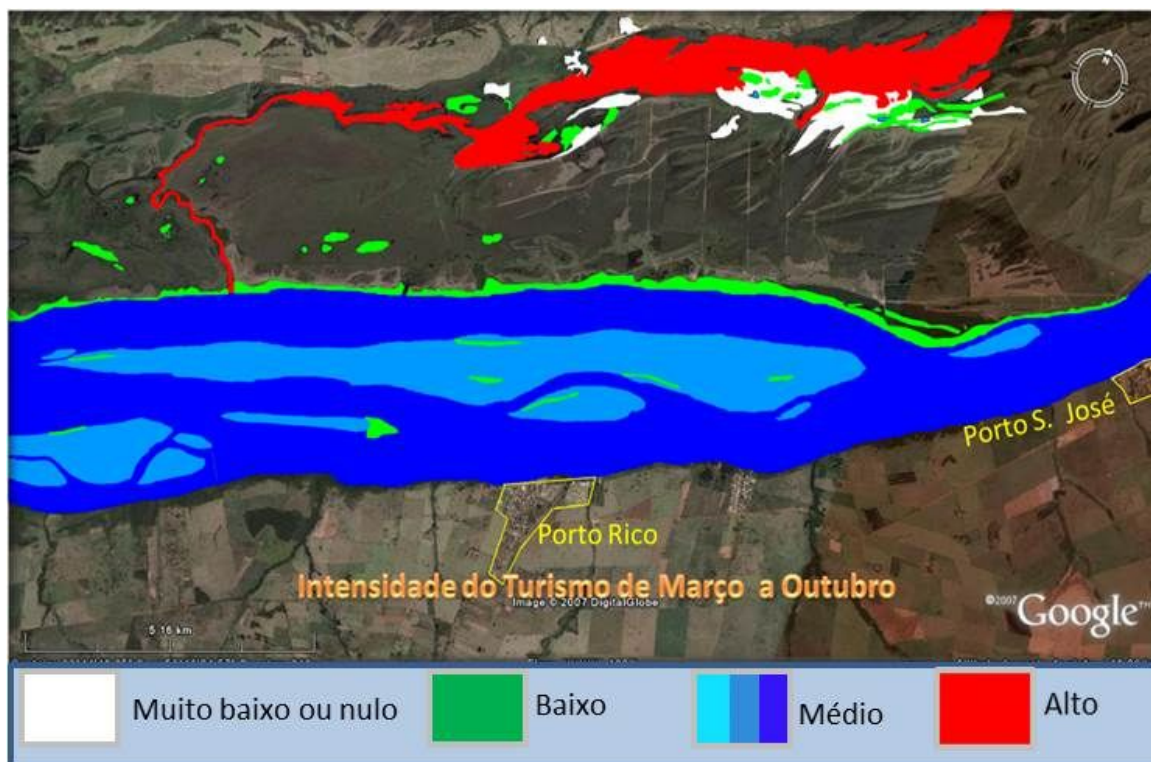 N
Porto S. José
Porto Rico
Intensidade do Turismo de Março a Outubro
Image © 2007 DigitalGlobe
©2007 Google™
5.16 km
Muito baixo ou nulo
Baixo
Médio
Alto